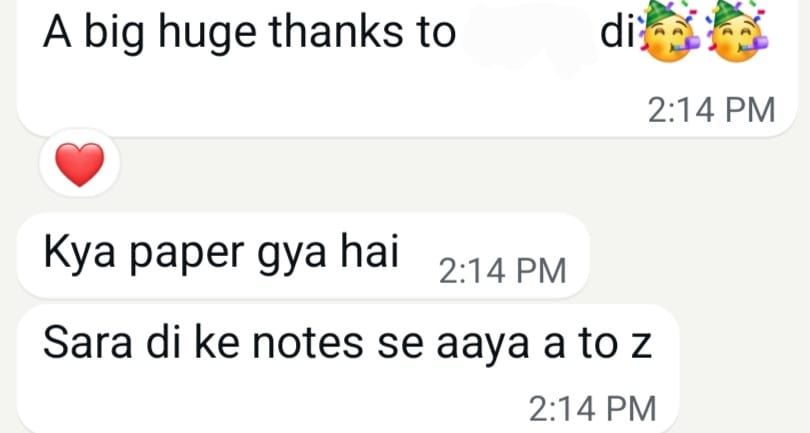 A big huge thanks to di🥳🥳
2:14 PM
❤️
Kya paper gya hai 2:14 PM
Sara di ke notes se aaya a to z
2:14 PM